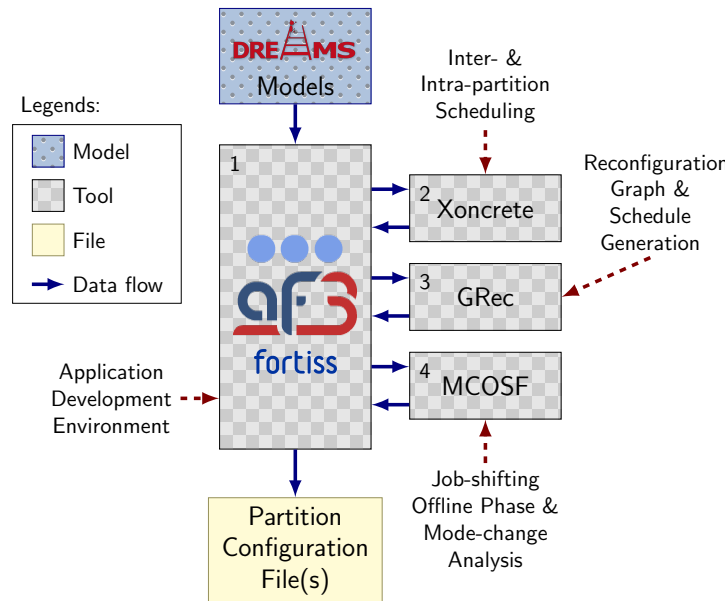 DREAMS
Models
Inter- &
Intra-partition
Scheduling
Legends:
Model
Tool
File
Data flow
1
af3
fortiss
2
Xoncrete
3
GRec
4
MCOSF
Reconfiguration
Graph &
Schedule
Generation
Application
Development
Environment
Job-shifting
Offline Phase &
Mode-change
Analysis
Partition
Configuration
File(s)